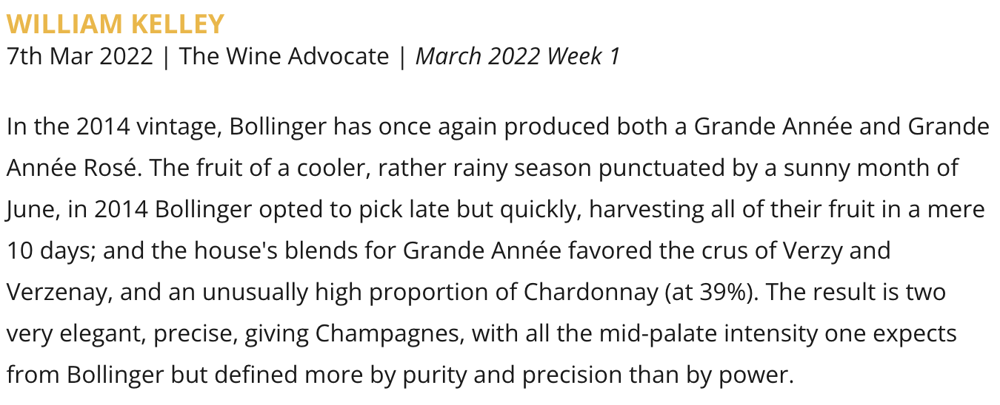 WILLIAM KELLEY
7th Mar 2022 | The Wine Advocate | March 2022 Week 1
In the 2014 vintage, Bollinger has once again produced both a Grande Année and Grande
Année Rosé. The fruit of a cooler, rather rainy season punctuated by a sunny month of
June, in 2014 Bollinger opted to pick late but quickly, harvesting all of their fruit in a mere
10 days; and the house's blends for Grande Année favored the crus of Verzy and
Verzenay, and an unusually high proportion of Chardonnay (at 39%). The result is two
very elegant, precise, giving Champagnes, with all the mid-palate intensity one expects
from Bollinger but defined more by purity and precision than by power.